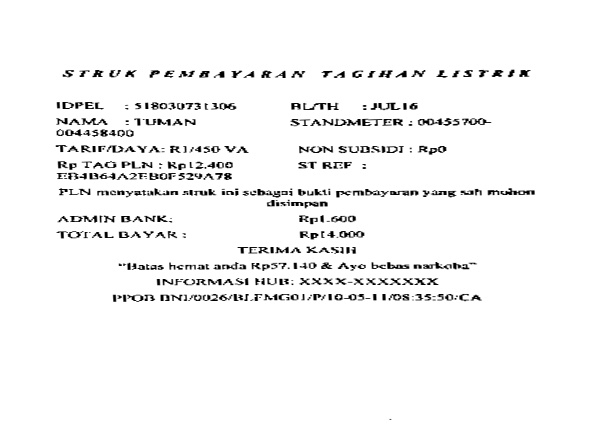 STRUK PEMBAYARAN TAGIHAN LISTRIK
IDPEL : 518030731306 BL/TH : JUL16
NAMA : TUMAN STANDMETER : 00455700-
004458400
TARIF/DAYA: R1/450 VA NON SUBSIDI : Rp0
Rp TAG PLN : Rp12.400 ST REF :
EB4B64A2EB0F529A78
PLN menyatakan struk ini sebagai bukti pembayaran yang sah mohon
disimpan
ADMIN BANK: Rp1.600
TOTAL BAYAR : Rp14.000
TERIMA KASIH
“Batas hemat anda Rp57.140 & Ayo bebas narkoba”
INFORMASI HUB: XXXX-XXXXXXX
PPOB BNI/0026/BLFMG01/P/10-05-11/08:35:50/CA